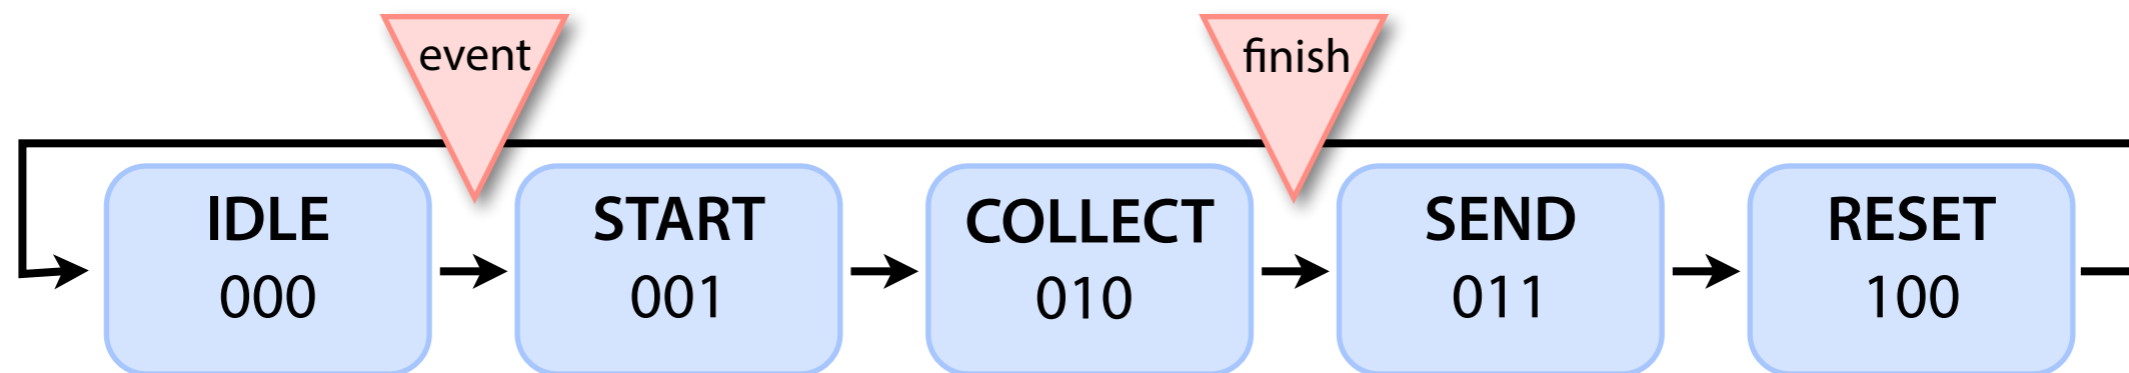 event
finish
IDLE
000
START
001
COLLECT
010
SEND
011
RESET
100